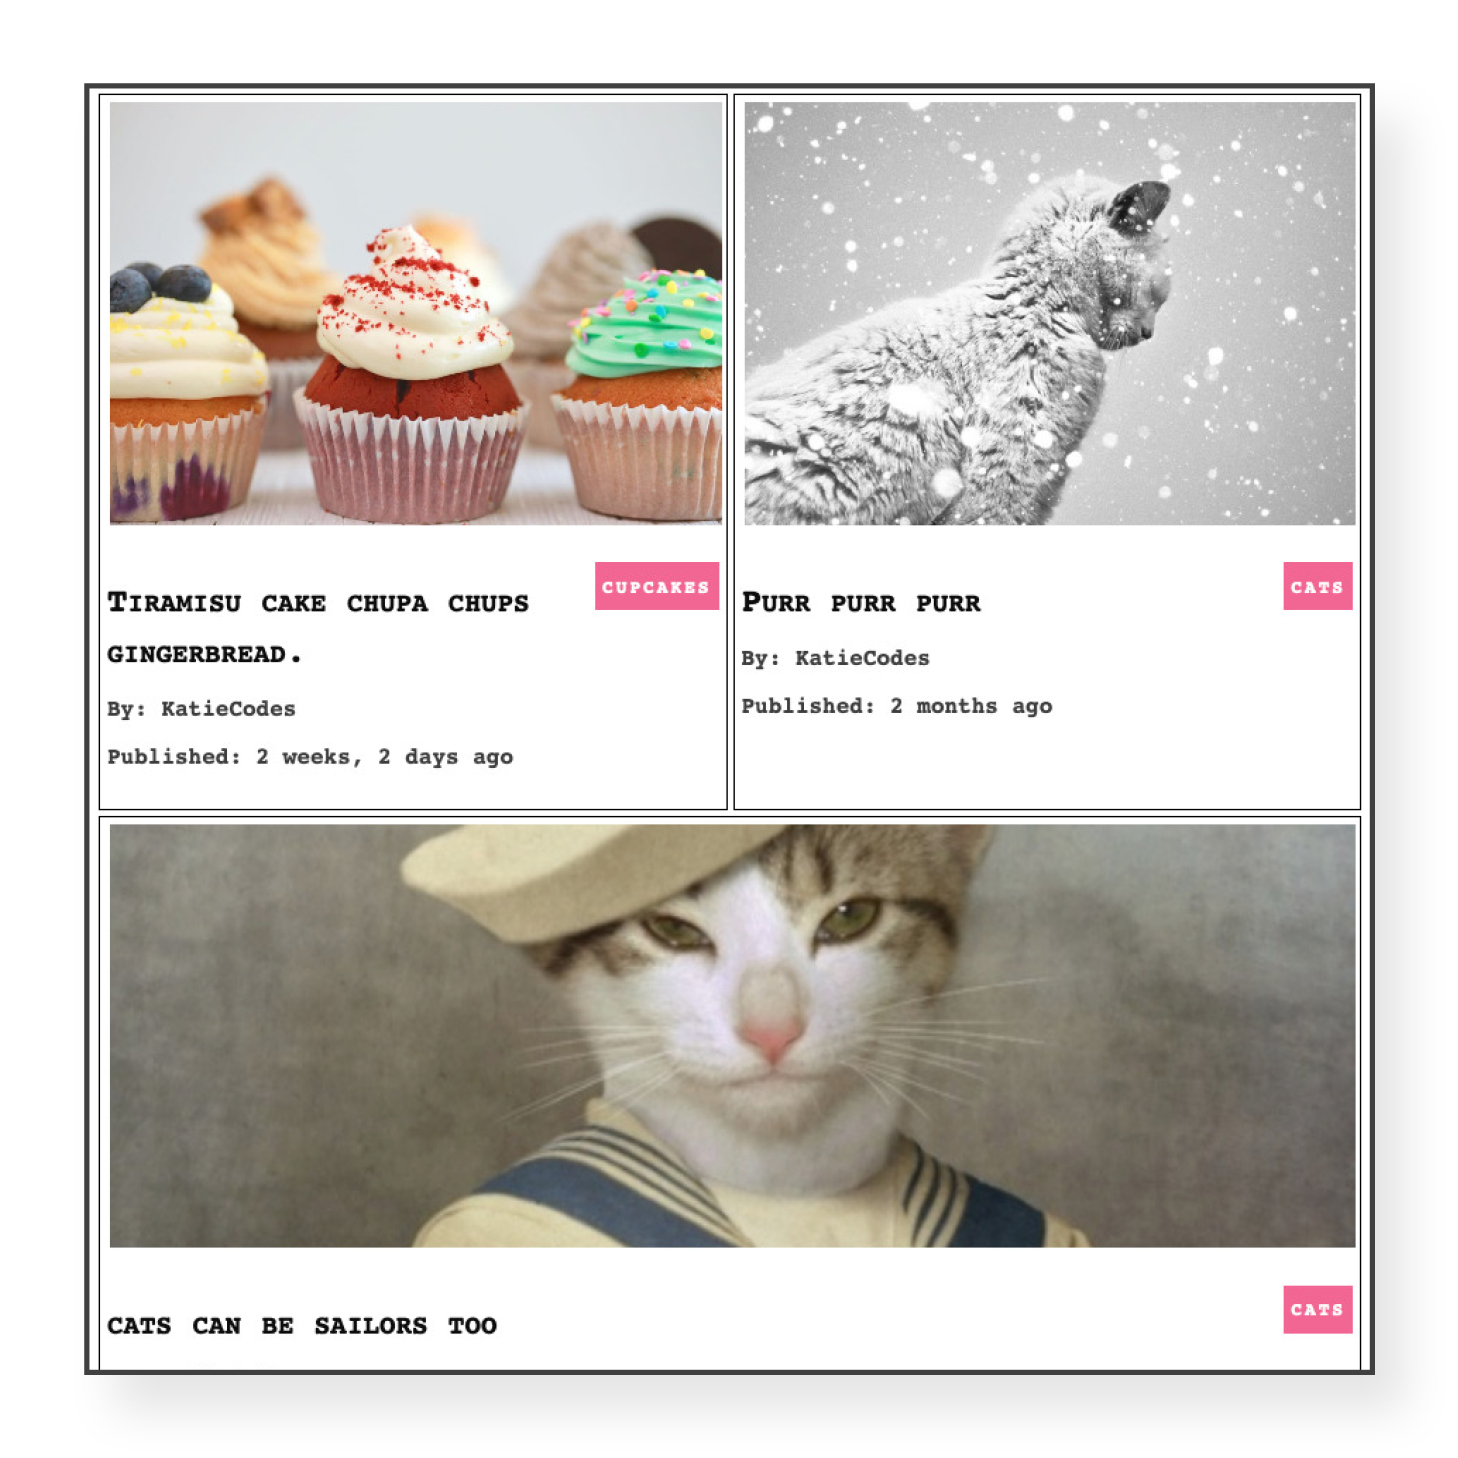 CUPCAKES
Tiramisu cake chupa chups
gingerbread.
By: KatieCodes
Published: 2 weeks, 2 days ago
CATS
Purr purr purr
By: KatieCodes
Published: 2 months ago
CATS
cats can be sailors too